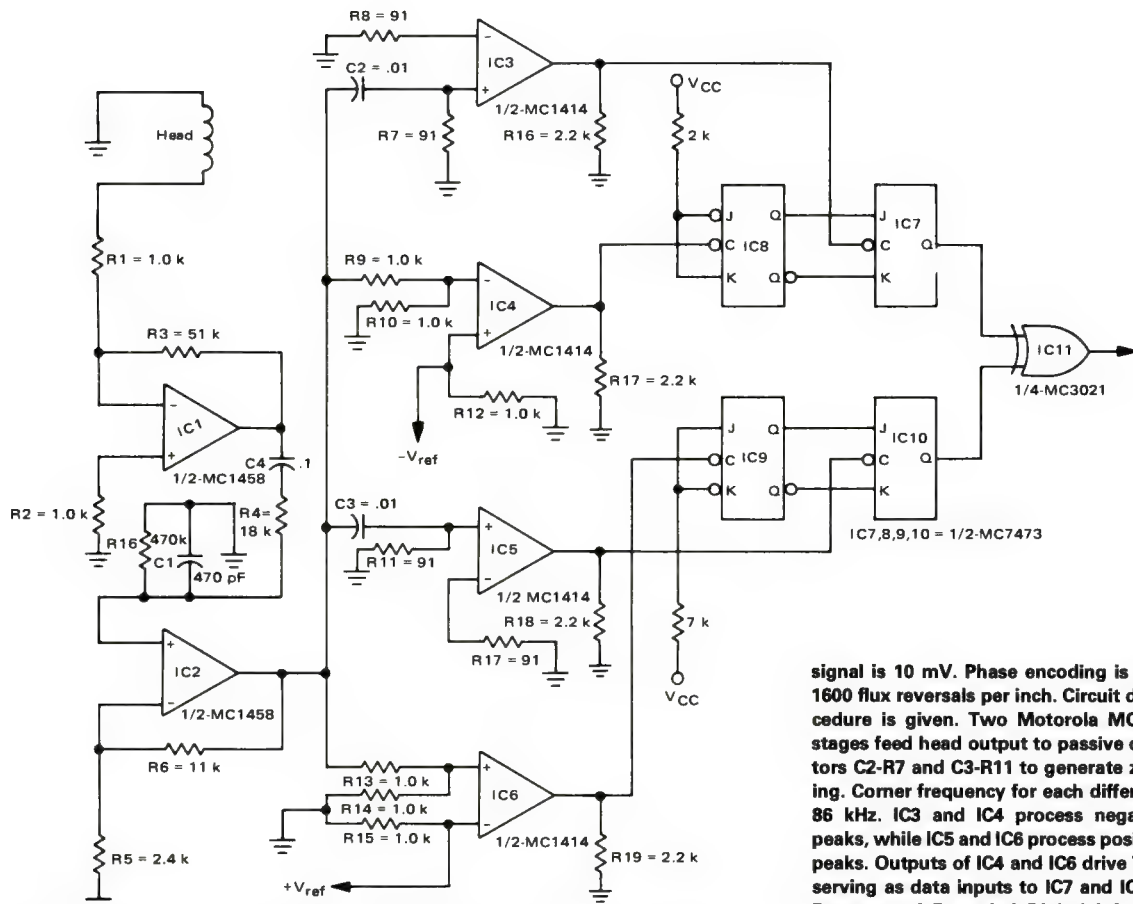 R8 = 91
C2 = .01
IC3
1/2-MC1414
R7 = 91
R16 = 2.2 k
VCC
2 k
Head
J Q
C IC8
K Q
J IC7
C Q
K
R1 = 1.0 k
R9 = 1.0 k
R10 = 1.0 k
IC4
1/2-MC1414
R17 = 2.2 k
R12 = 1.0 k
-Vref
IC11
1/4-MC3021
R3 = 51 k
IC1
1/2-MC1458
C4 .1
R2 = 1.0 k
R16 470k
C1
470 pF
R4=
18 k
C3 = .01
R11 = 91
IC5
1/2 MC1414
R18 = 2.2 k
R17 = 91
J Q
C IC9
K Q
J IC10
C Q
K
IC7,8,9,10 = 1/2-MC7473
7 k
VCC
IC2
1/2-MC1458
R6 = 11 k
R5 = 2.4 k
R13 = 1.0 k
R14 = 1.0 k
R15 = 1.0 k
IC6
1/2-MC1414
R19 = 2.2 k
+Vref
signal is 10 mV. Phase encoding is
1600 flux reversals per inch. Circuit d
cedure is given. Two Motorola MC
stages feed head output to passive
tors C2-R7 and C3-R11 to generate z
ing. Corner frequency for each differ
86 kHz. IC3 and IC4 process nega
peaks, while IC5 and IC6 process posi
peaks. Outputs of IC4 and IC6 drive
serving as data inputs to IC7 and IC